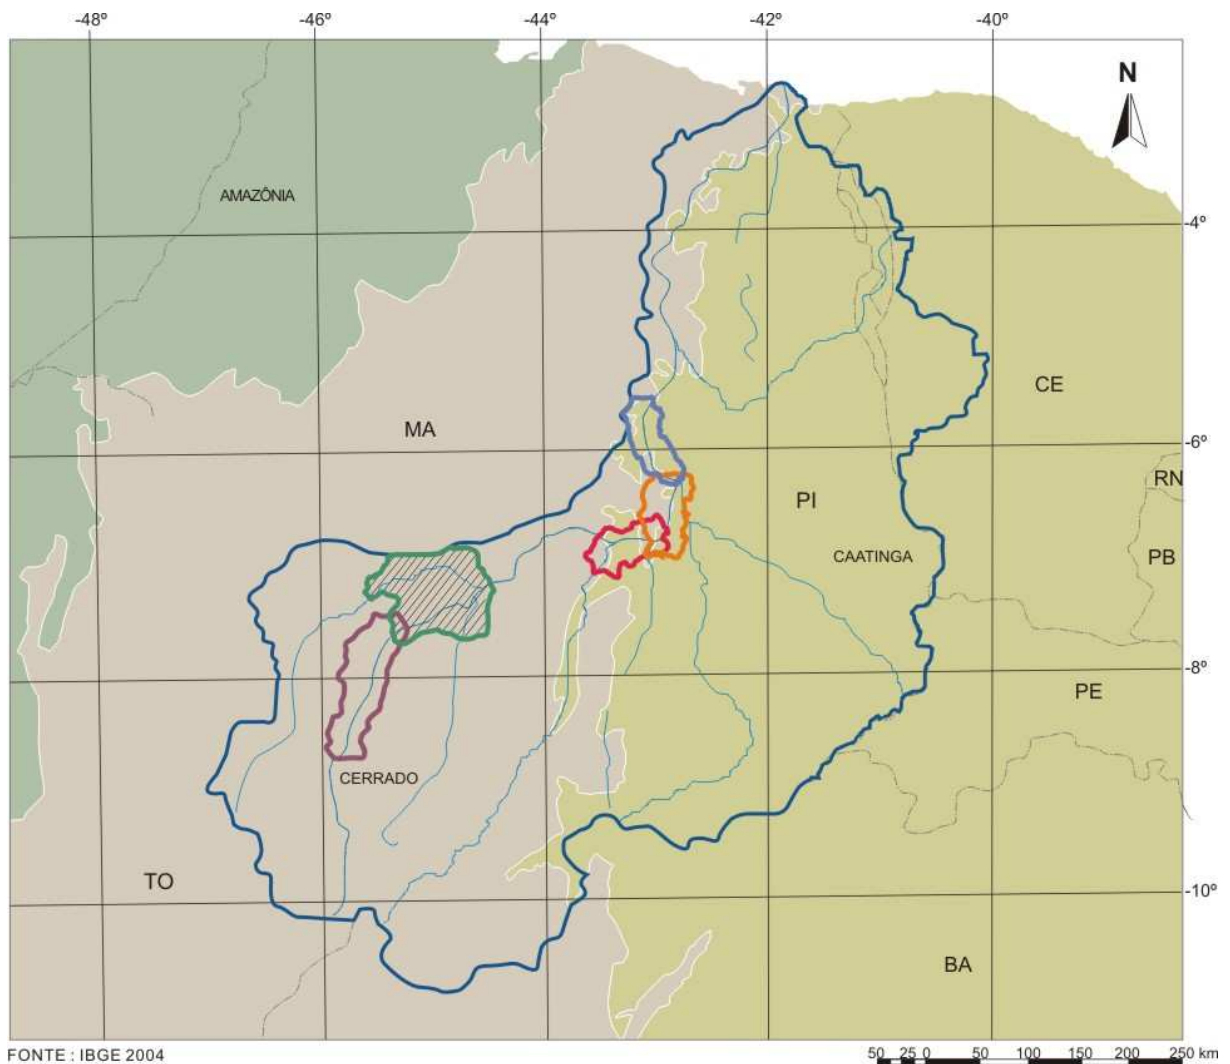 -48º -46º -44º -42º -40º
N
AMAZÔNIA
-4º
CE
MA
-6º
RN
PI
PB
CAATINGA
-8º
PE
CERRADO
TO
-10º
BA
FONTE : IBGE 2004
50 25 0 50 100 150 200 250 km